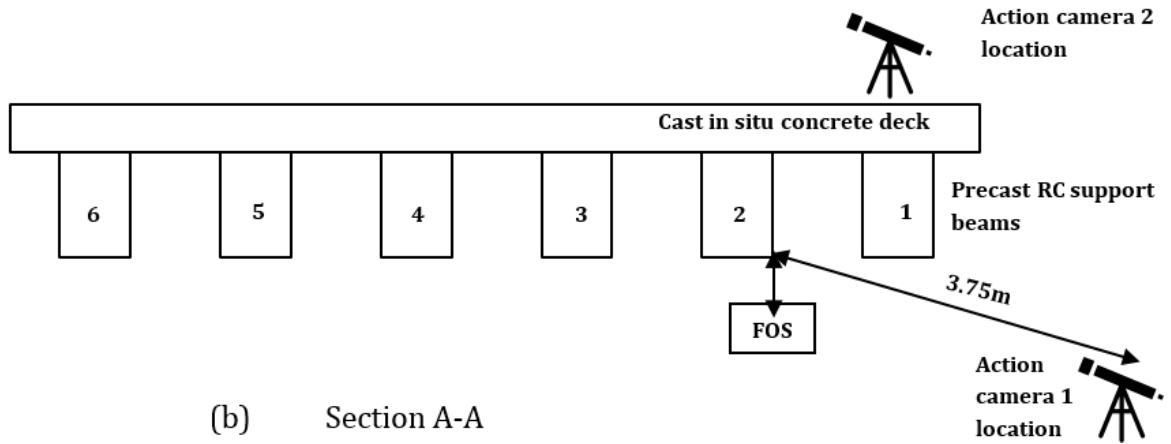 Action camera 2
location
Cast in situ concrete deck
6
5
4
3
2
1
Precast RC support
beams
3.75m
FOS
Action
camera 1
location
(b) Section A-A